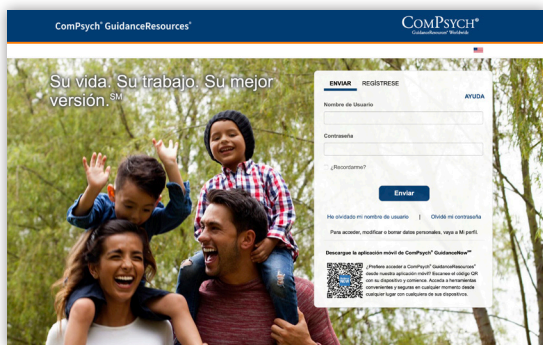 ComPsych® GuidanceResources®
COMPSYCH®
GuidanceResources® Worldwide
Su vida. Su trabajo. Su mejor
versión.℠
ENVIAR REGÍSTRESE
AYUDA
Nombre de Usuario
Contraseña
¿Recordarme?
Enviar
He olvidado mi nombre de usuario | Olvidé mi contraseña
Para acceder, modificar o borrar datos personales, vaya a Mi perfil.
Descargue la aplicación móvil de ComPsych® GuidanceNow℠
¿Prefiere acceder a ComPsych® GuidanceResources®
desde nuestra aplicación móvil? Escanee el código QR
con su dispositivo y comience. Acceda a herramientas
convenientes y seguras en cualquier momento desde
cualquier lugar con cualquiera de sus dispositivos.